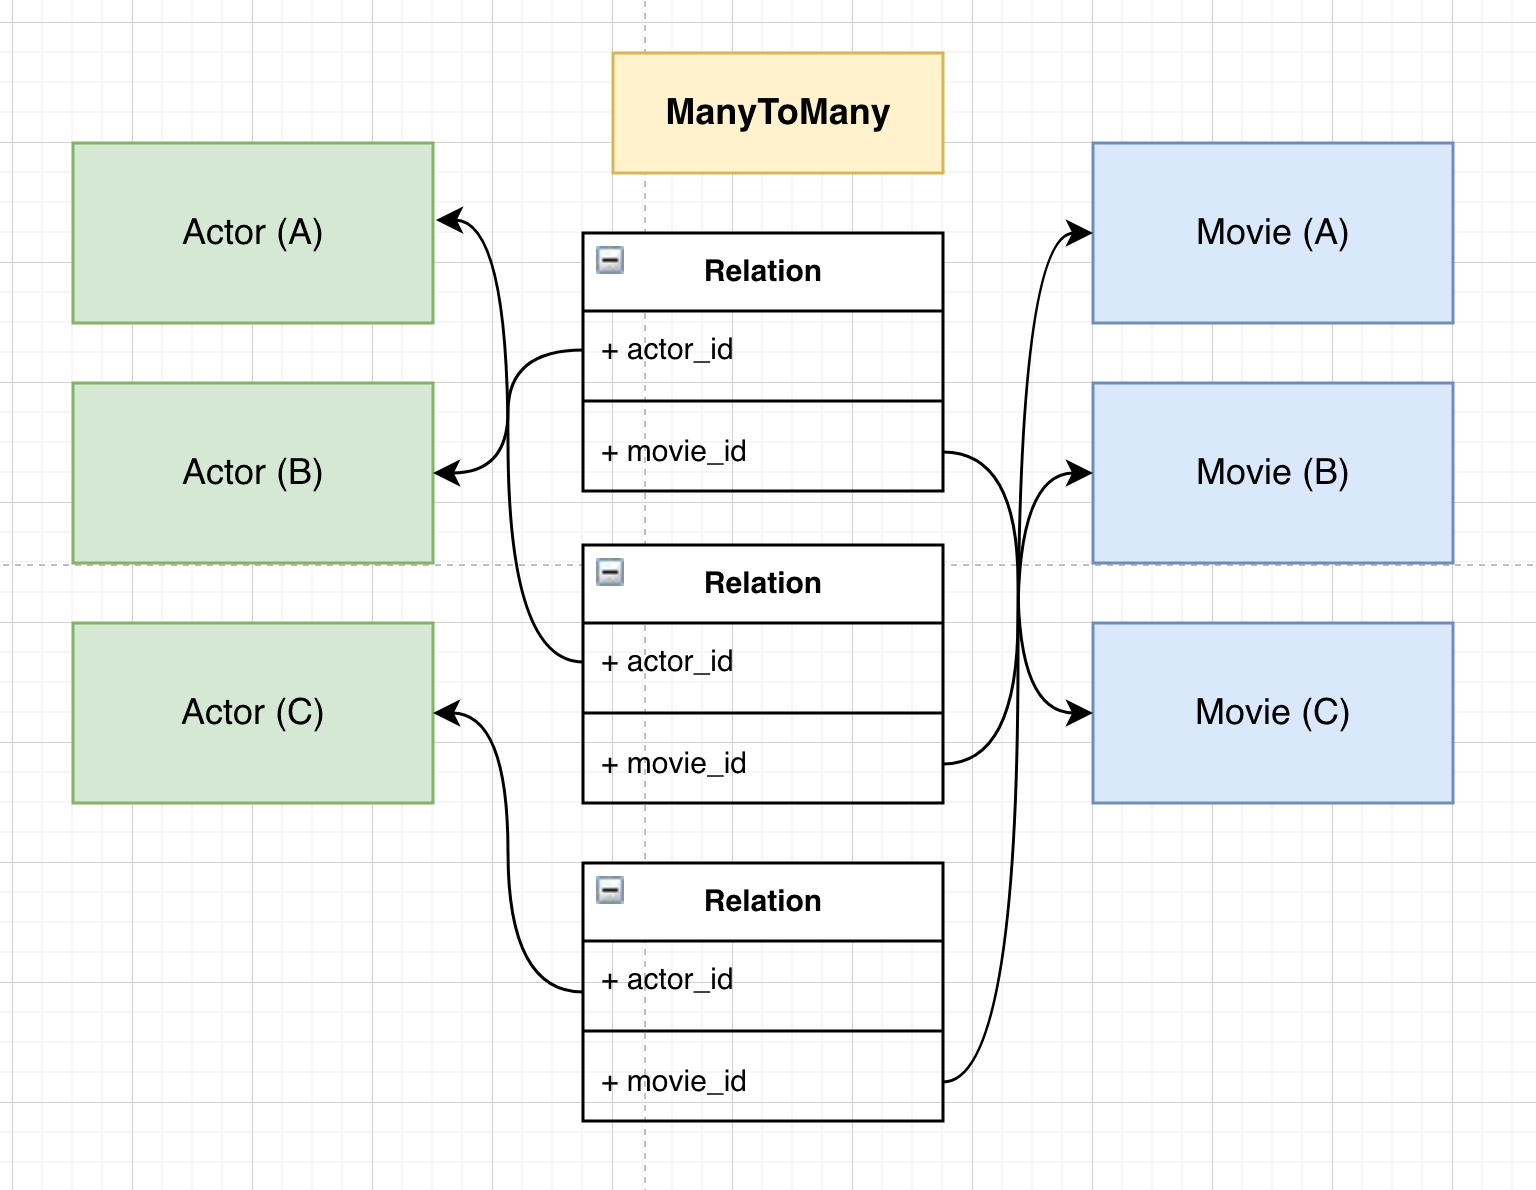 ManyToMany
Actor (A)
Actor (B)
Actor (C)
Relation
+ actor_id
+ movie_id
Relation
+ actor_id
+ movie_id
Relation
+ actor_id
+ movie_id
Movie (A)
Movie (B)
Movie (C)